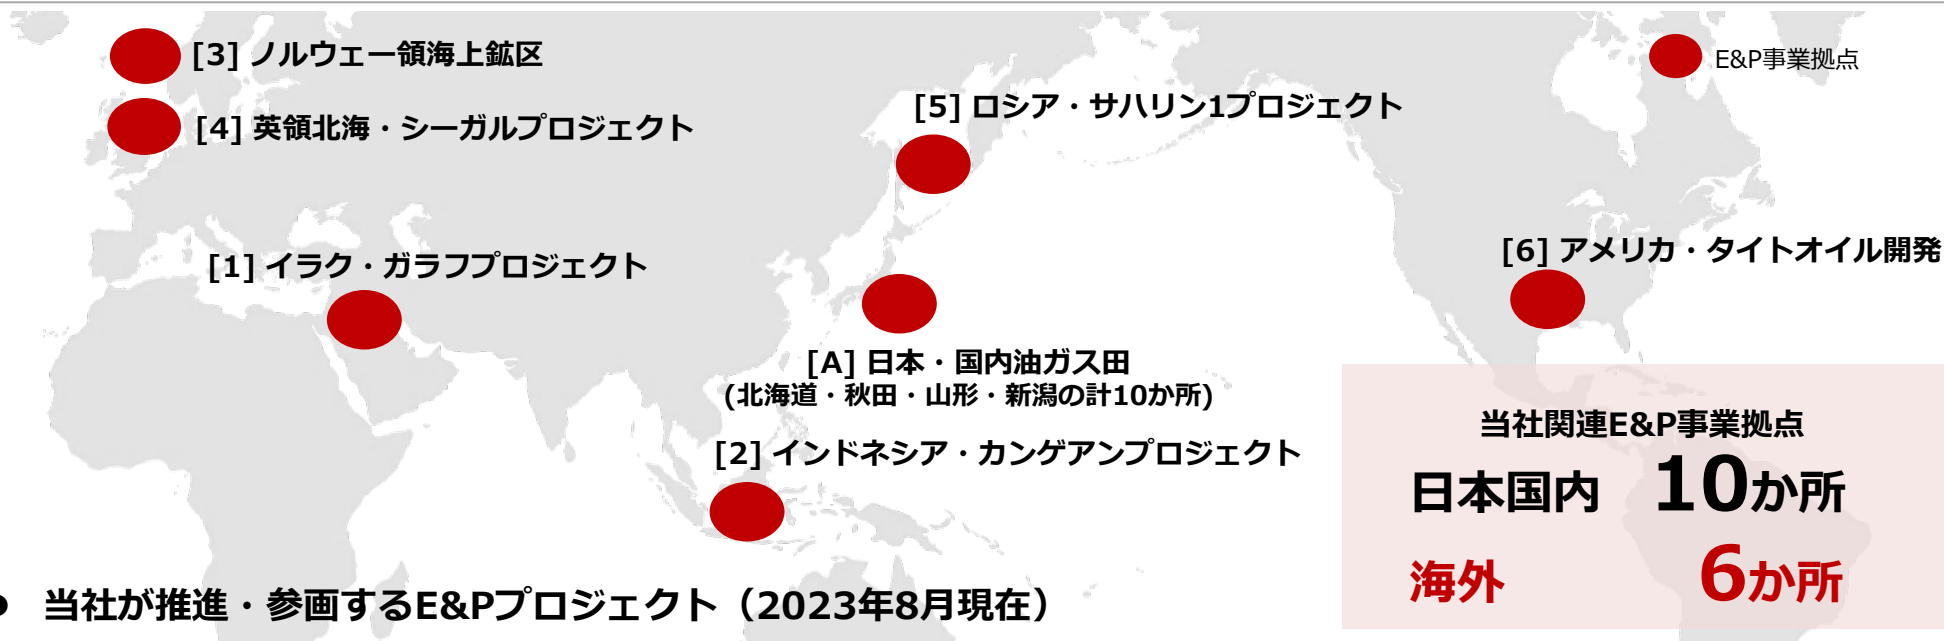 [3] ノルウェー領海上鉱区
E&P事業拠点
[4] 英領北海・シーガルプロジェクト
[5] ロシア・サハリン1プロジェクト
[1] イラク・ガラフプロジェクト
[6] アメリカ・タイトオイル開発
[A] 日本・国内油ガス田
(北海道・秋田・山形・新潟の計10か所)
[2] インドネシア・カンゲアンプロジェクト
当社関連E&P事業拠点
日本国内 10か所
海外 6か所
● 当社が推進・参画するE&Pプロジェクト（2023年8月現在）